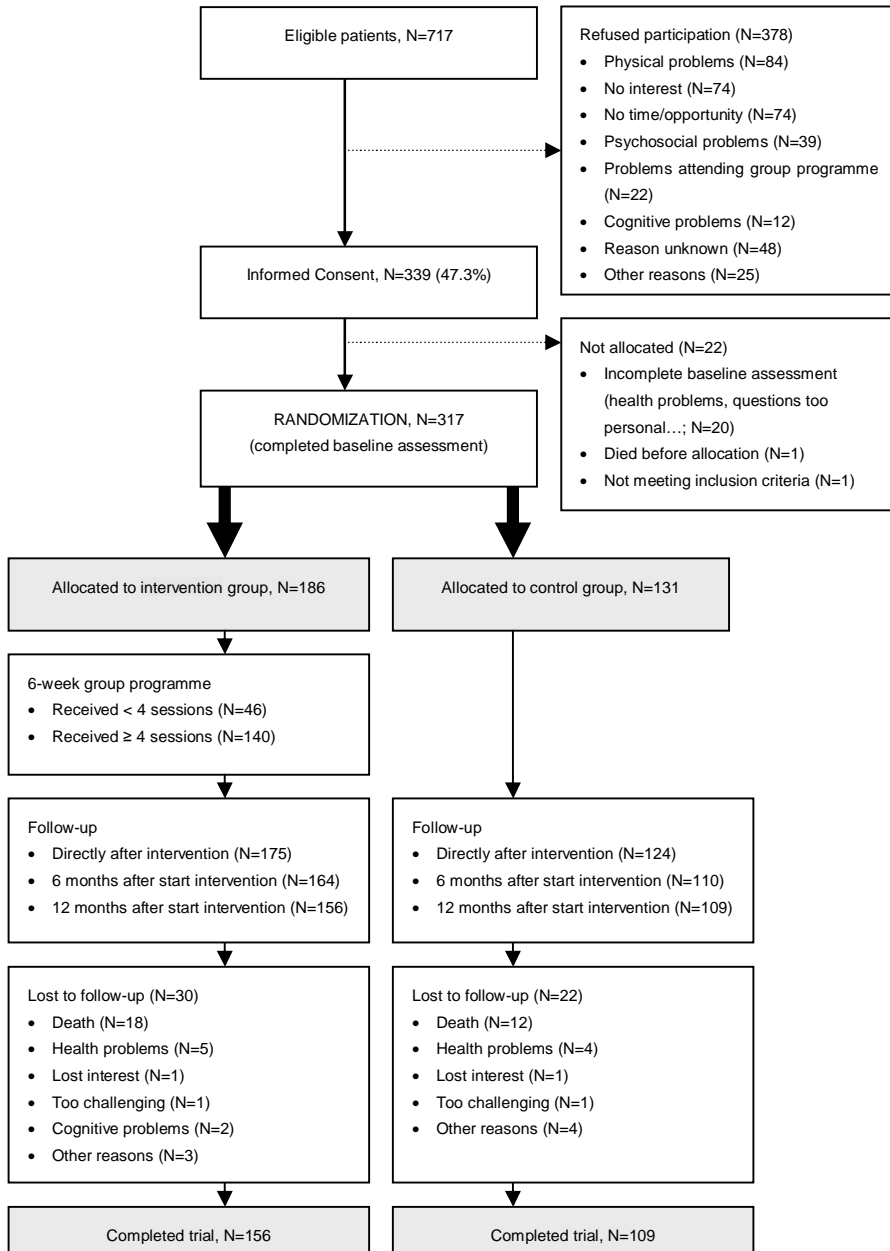 Eligible patients, N=717
Refused participation (N=378)
• Physical problems (N=84)
• No interest (N=74)
• No time/opportunity (N=74)
• Psychosocial problems (N=39)
• Problems attending group programme
(N=22)
• Cognitive problems (N=12)
• Reason unknown (N=48)
• Other reasons (N=25)
Informed Consent, N=339 (47.3%)
Not allocated (N=22)
• Incomplete baseline assessment
(health problems, questions too
personal…; N=20)
• Died before allocation (N=1)
• Not meeting inclusion criteria (N=1)
RANDOMIZATION, N=317
(completed baseline assessment)
Allocated to intervention group, N=186
Allocated to control group, N=131
6-week group programme
• Received < 4 sessions (N=46)
• Received ≥ 4 sessions (N=140)
Follow-up
• Directly after intervention (N=175)
• 6 months after start intervention (N=164)
• 12 months after start intervention (N=156)
Follow-up
• Directly after intervention (N=124)
• 6 months after start intervention (N=110)
• 12 months after start intervention (N=109)
Lost to follow-up (N=30)
• Death (N=18)
• Health problems (N=5)
• Lost interest (N=1)
• Too challenging (N=1)
• Cognitive problems (N=2)
• Other reasons (N=3)
Lost to follow-up (N=22)
• Death (N=12)
• Health problems (N=4)
• Lost interest (N=1)
• Too challenging (N=1)
• Other reasons (N=4)
Completed trial, N=156
Completed trial, N=109